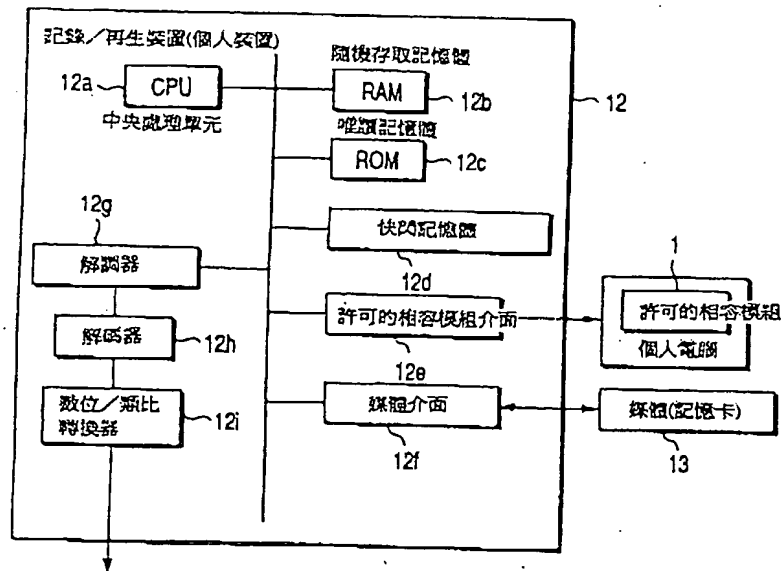 記錄／再生裝置(個人裝置)
12a
CPU
中央處理單元
隨機存取記憶體
RAM
12b
12
唯讀記憶體
ROM
12c
12g
解調器
快閃記憶體
12d
1
許可的相容模組
個人電腦
解碼器
12h
許可的相容模組介面
12e
數位／類比
轉換器
12i
媒體介面
12f
媒體(記憶卡)
13